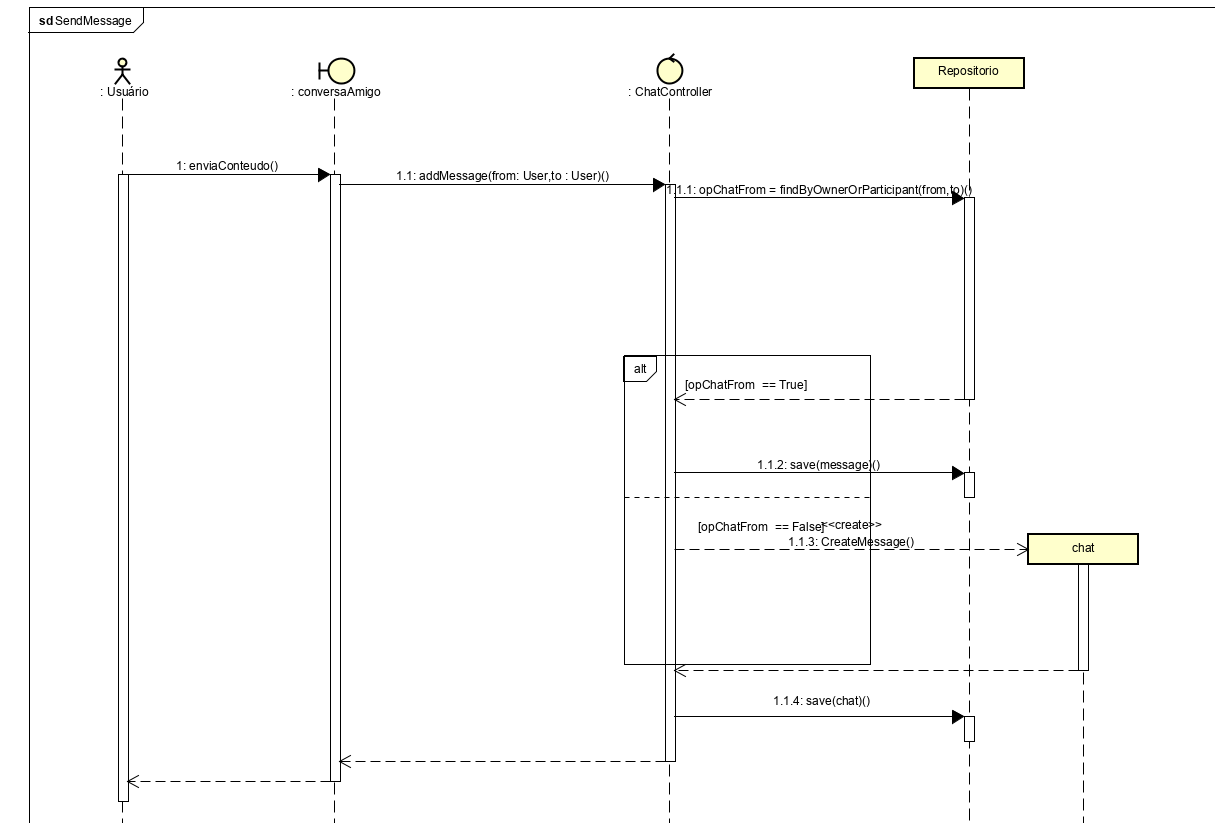 sd SendMessage
: Usuário
: conversaAmigo
: ChatController
Repositorio
1: enviaConteudo()
1.1: addMessage(from: User,to : User)()
1.1.1: opChatFrom = findByOwnerOrParticipant(from,to)()
alt
[opChatFrom == True]
1.1.2: save(message)()
[opChatFrom == False]
<<create>>
1.1.3: CreateMessage()
chat
1.1.4: save(chat)()